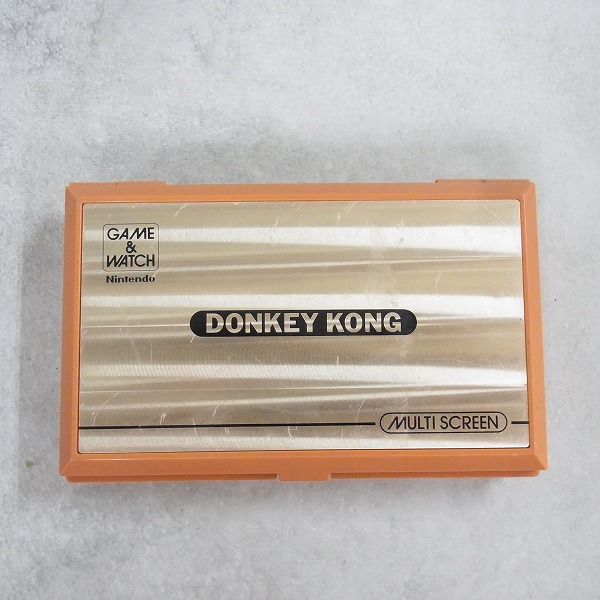 GAME
&
WATCH
Nintendo
DONKEY KONG
MULTI SCREEN